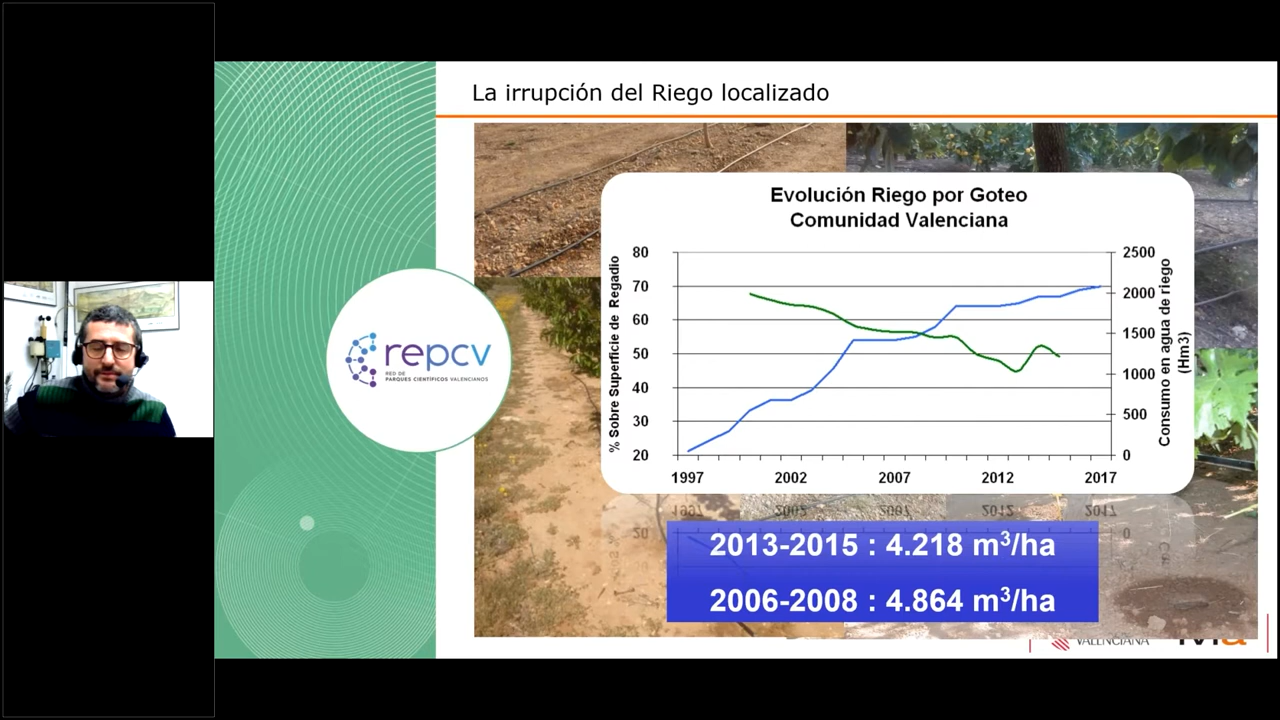 La irrupción del Riego localizado
Evolución Riego por Goteo
Comunidad Valenciana
% Sobre Superficie de Regadio
80
70
60
50
40
30
20
2500
2000
1500
1000
500
0
Consumo en agua de riego
(Hm3)
1997
2002
2007
2012
2017
repcv
RED DE
PARQUES CIENTÍFICOS VALENCIANOS
2013-2015 : 4.218 m³/ha
2006-2008 : 4.864 m³/ha
VALENCIANA